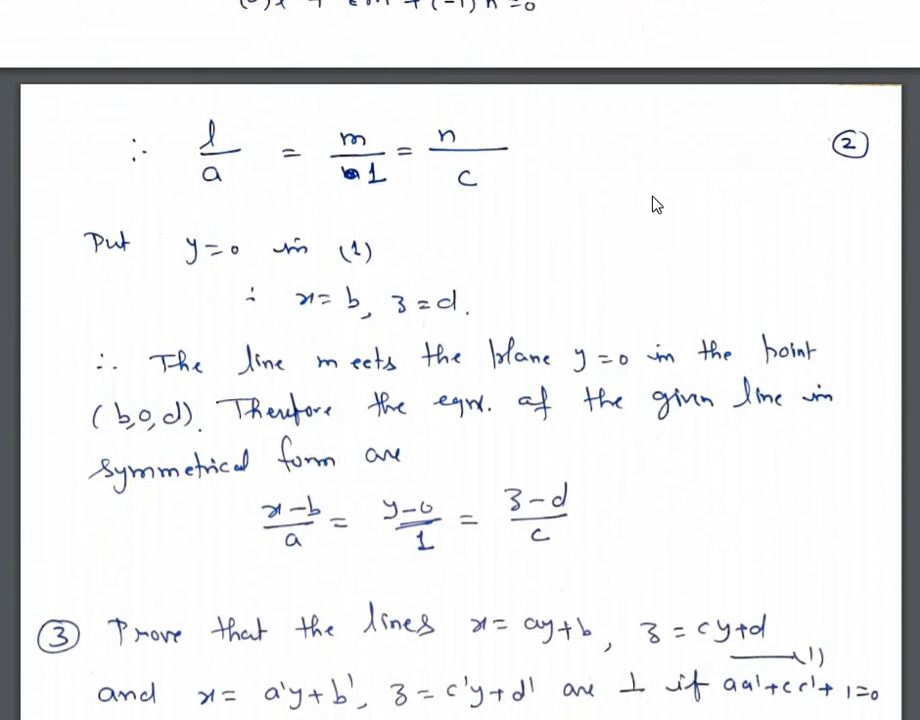 ∴ l/a = m/1 = n/c ②
Put y=0 in (1)
∴ x=b, z=d.
∴ The line meets the plane y=0 in the point
(b,0,d). Therefore the eqn. of the given line in
symmetrical form are
x-b/a = y-0/1 = z-d/c
③ Prove that the lines x=ay+b, z=cy+d
(1)
and x= a'y+b', z=c'y+d' are ⊥ if aa'+cc'+1=0